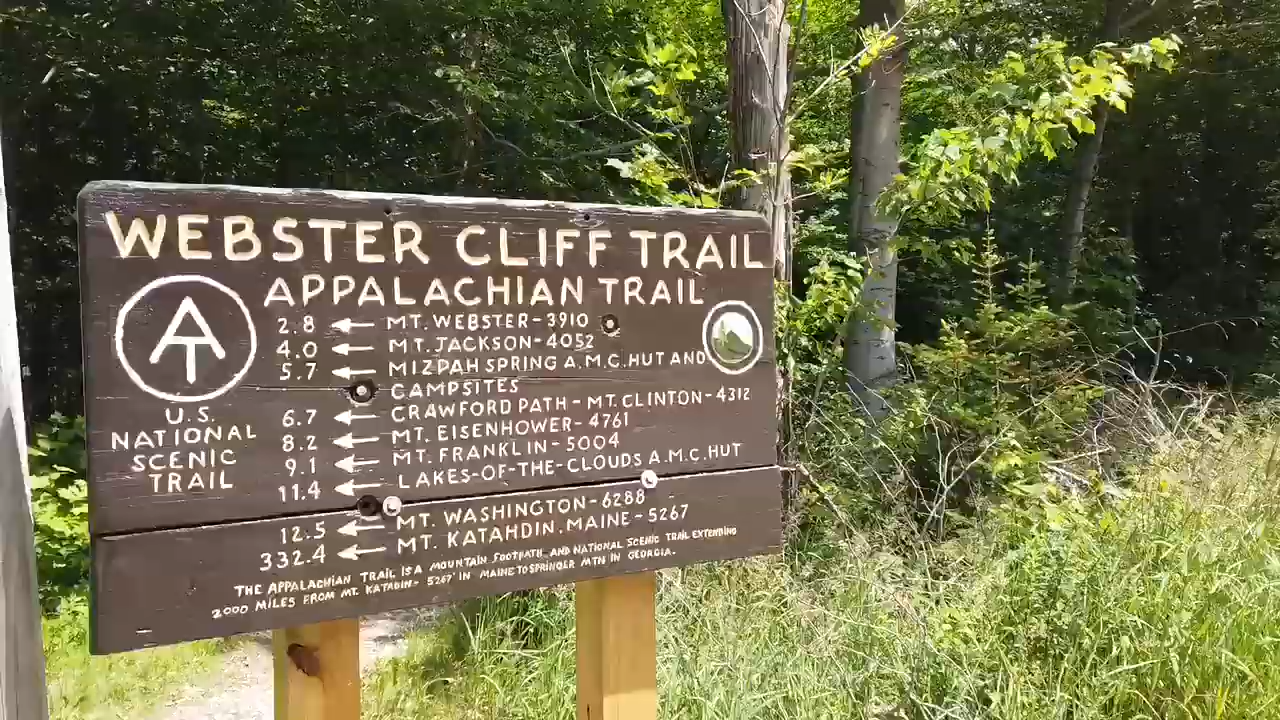 WEBSTER CLIFF TRAIL
APPALACHIAN TRAIL
AT
U.S.
NATIONAL
SCENIC
TRAIL
2.8 ← MT. WEBSTER-3910
4.0 ← MT. JACKSON-4052
5.7 ← MIZPAH SPRING A.M.C. HUT AND
CAMPSITES
6.7 ← CRAWFORD PATH-MT. CLINTON-4312
8.2 ← MT. EISENHOWER-4761
9.1 ← MT. FRANKLIN-5004
11.4 ← LAKES-OF-THE-CLOUDS A.M.C. HUT
12.5 ← MT. WASHINGTON-6288
332.4 ← MT. KATAHDIN. MAINE-5267
THE APPALACHIAN TRAIL IS A MOUNTAIN FOOTPATH AND NATIONAL SCENIC TRAIL EXTENDING
2000 MILES FROM MT. KATADIN- 5267' IN MAINE TO SPRINGER MTN IN GEORGIA.